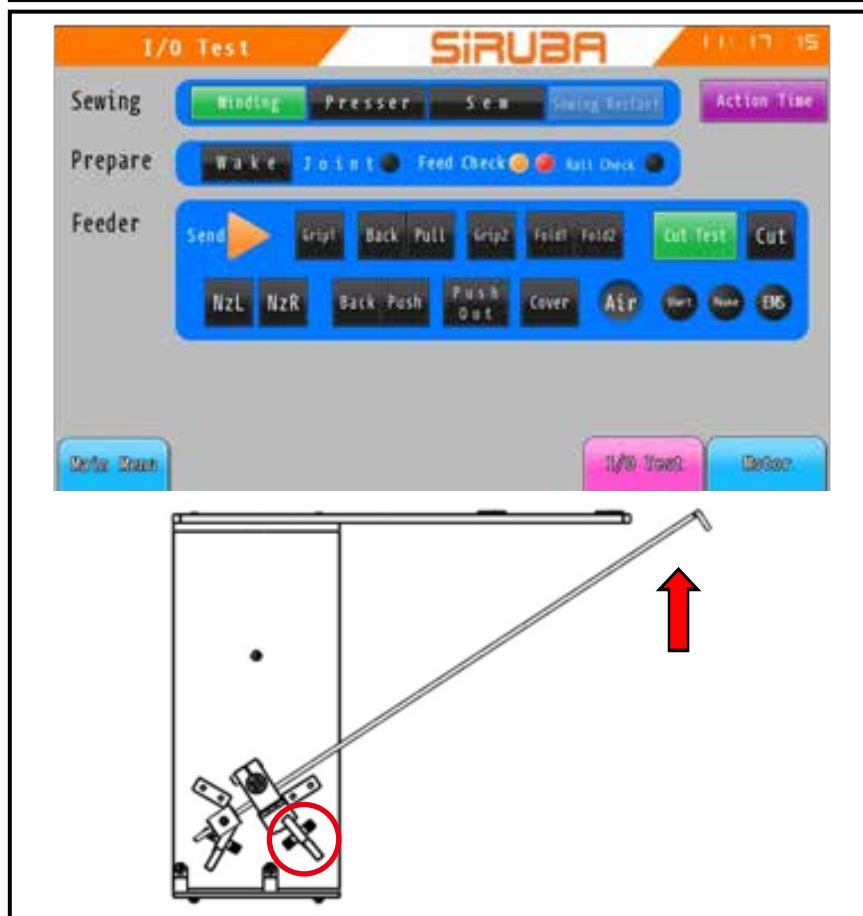 I/O Test SiRUBA 11:17 15
Sewing Winding Presser Sew Sewing Restart Action Time
Prepare Wake Joint Feed Check Rail Check
Feeder Send Grip1 Back Pull Grip2 Fold1 Fold2 Cut Test Cut
NzL NzR Back Push Push Out Cover Air Start EMS
Main Menu I/O Test Motor